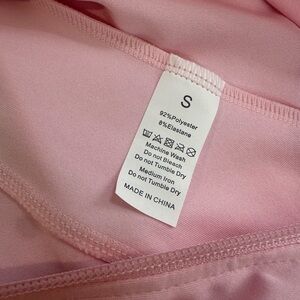 S
92%Polyester
8%Elastane
Machine Wash
Do not Bleach
Do not Tumble Dry
Medium Iron
Do not Tumble Dry
MADE IN CHINA